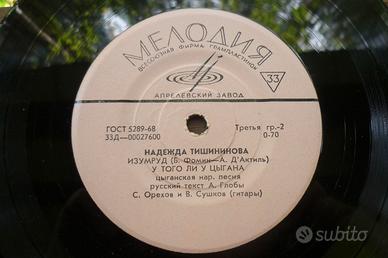 МЕЛОДИЯ
ВСЕСОЮЗНАЯ ФИРМА ГРАМПЛАСТИНОК
33
АПРЕЛЕВСКИЙ ЗАВОД
ГОСТ 5289-68
Третья гр.-2
33Д—00027600
0-70
НАДЕЖДА ТИШИНИНОВА
ИЗУМРУД (Б. Фомин—А. Д'Актиль)
У ТОГО ЛИ У ЦЫГАНА
цыганская нар. песня
русский текст А. Глобы
С. Орехов и В. Сушков (гитары)
subito